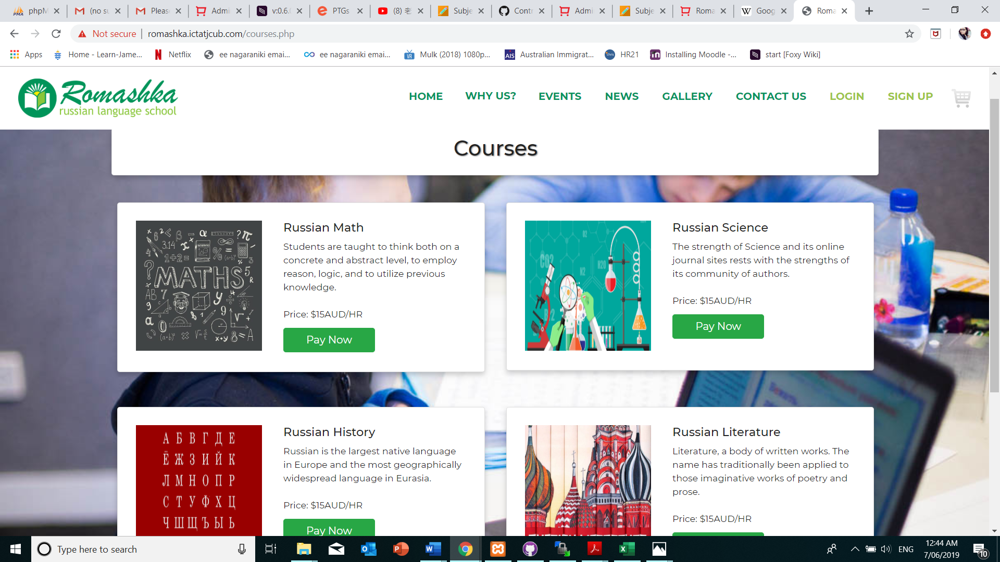 phpM
(no su
Pleas
Admi
v:0.6.0
PTGs
(8) 老
Subje
Contr
Admi
Subje
Roma
Goog
Roma
Not secure
romashka.ictatjcub.com/courses.php
Apps
Home - Learn-Jame...
Netflix
ee nagaraniki emai...
ee nagaraniki emai...
Mulk (2018) 1080p...
Australian Immigrat...
HR21
Installing Moodle -...
start [Foxy Wiki]
Romashka
russian language school
HOME
WHY US?
EVENTS
NEWS
GALLERY
CONTACT US
LOGIN
SIGN UP
Courses
MATHS
Russian Math
Students are taught to think both on a
concrete and abstract level, to employ
reason, logic, and to utilize previous
knowledge.
Price: $15AUD/HR
Pay Now
CO2
N2
N2O
Russian Science
The strength of Science and its online
journal sites rests with the strengths of
its community of authors.
Price: $15AUD/HR
Pay Now
А Б В Г Д Е
Ё Ж З И Й К
Л М Н О П Р
С Т У Ф Х Ц
Ч Ш Щ Ъ Ы Ь
Russian History
Russian is the largest native language
in Europe and the most geographically
widespread language in Eurasia.
Price: $15AUD/HR
Pay Now
Russian Literature
Literature, a body of written works. The
name has traditionally been applied to
those imaginative works of poetry and
prose.
Price: $15AUD/HR
Type here to search
ENG
12:44 AM
7/06/2019
10